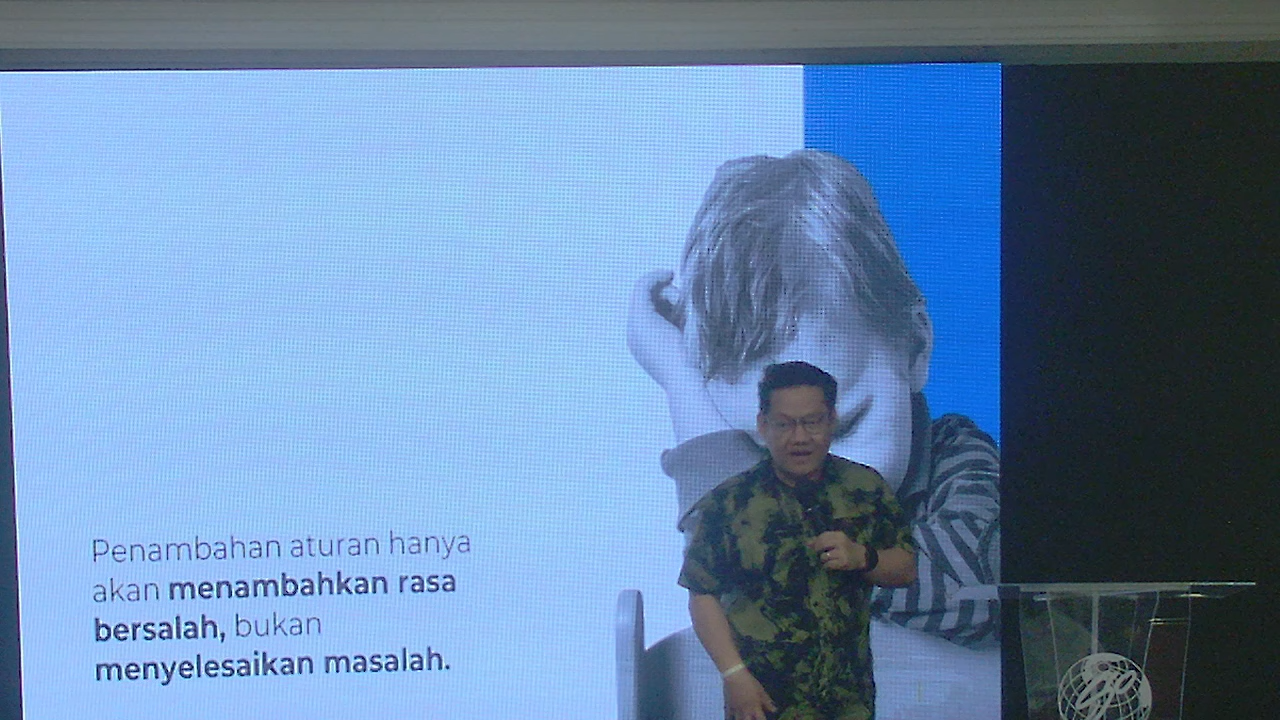 Penambahan aturan hanya
akan menambahkan rasa
bersalah, bukan
menyelesaikan masalah.